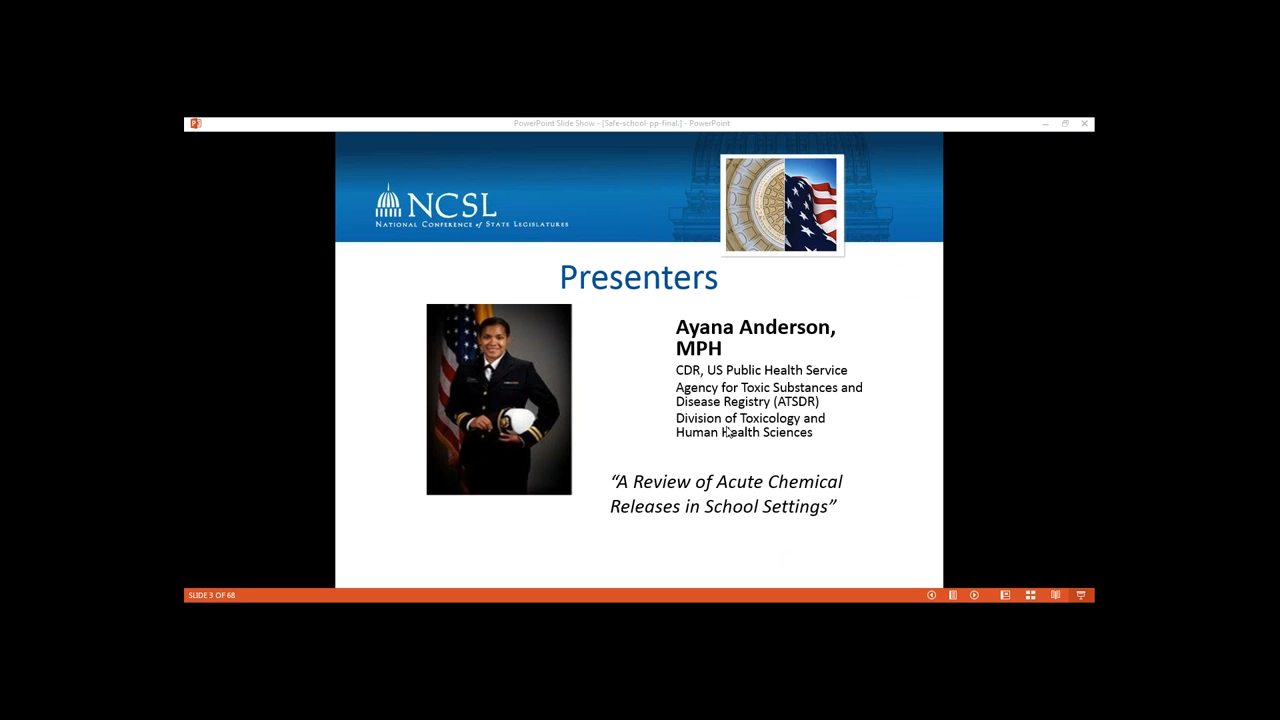 PowerPoint Slide Show - [Safe-school-pp-final.] - PowerPoint
NCSL
NATIONAL CONFERENCE of STATE LEGISLATURES
Presenters
Ayana Anderson,
MPH
CDR, US Public Health Service
Agency for Toxic Substances and
Disease Registry (ATSDR)
Division of Toxicology and
Human Health Sciences
“A Review of Acute Chemical
Releases in School Settings”
SLIDE 3 OF 68